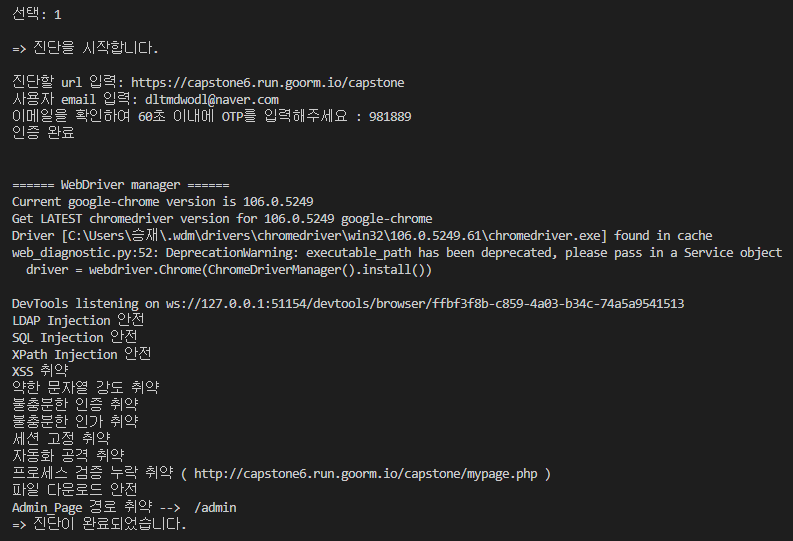 선택: 1
=> 진단을 시작합니다.
진단할 url 입력: https://capstone6.run.goorm.io/capstone
사용자 email 입력: dltmdwodl@naver.com
이메일을 확인하여 60초 이내에 OTP를 입력해주세요 : 981889
인증 완료
====== WebDriver manager ======
Current google-chrome version is 106.0.5249
Get LATEST chromedriver version for 106.0.5249 google-chrome
Driver [C:\Users\승재\.wdm\drivers\chromedriver\win32\106.0.5249.61\chromedriver.exe] found in cache
web_diagnostic.py:52: DeprecationWarning: executable_path has been deprecated, please pass in a Service object
  driver = webdriver.Chrome(ChromeDriverManager().install())
DevTools listening on ws://127.0.0.1:51154/devtools/browser/ffbf3f8b-c859-4a03-b34c-74a5a9541513
LDAP Injection 안전
SQL Injection 안전
XPath Injection 안전
XSS 취약
약한 문자열 강도 취약
불충분한 인증 취약
불충분한 인가 취약
세션 고정 취약
자동화 공격 취약
프로세스 검증 누락 취약 ( http://capstone6.run.goorm.io/capstone/mypage.php )
파일 다운로드 안전
Admin_Page 경로 취약 -->  /admin
=> 진단이 완료되었습니다.